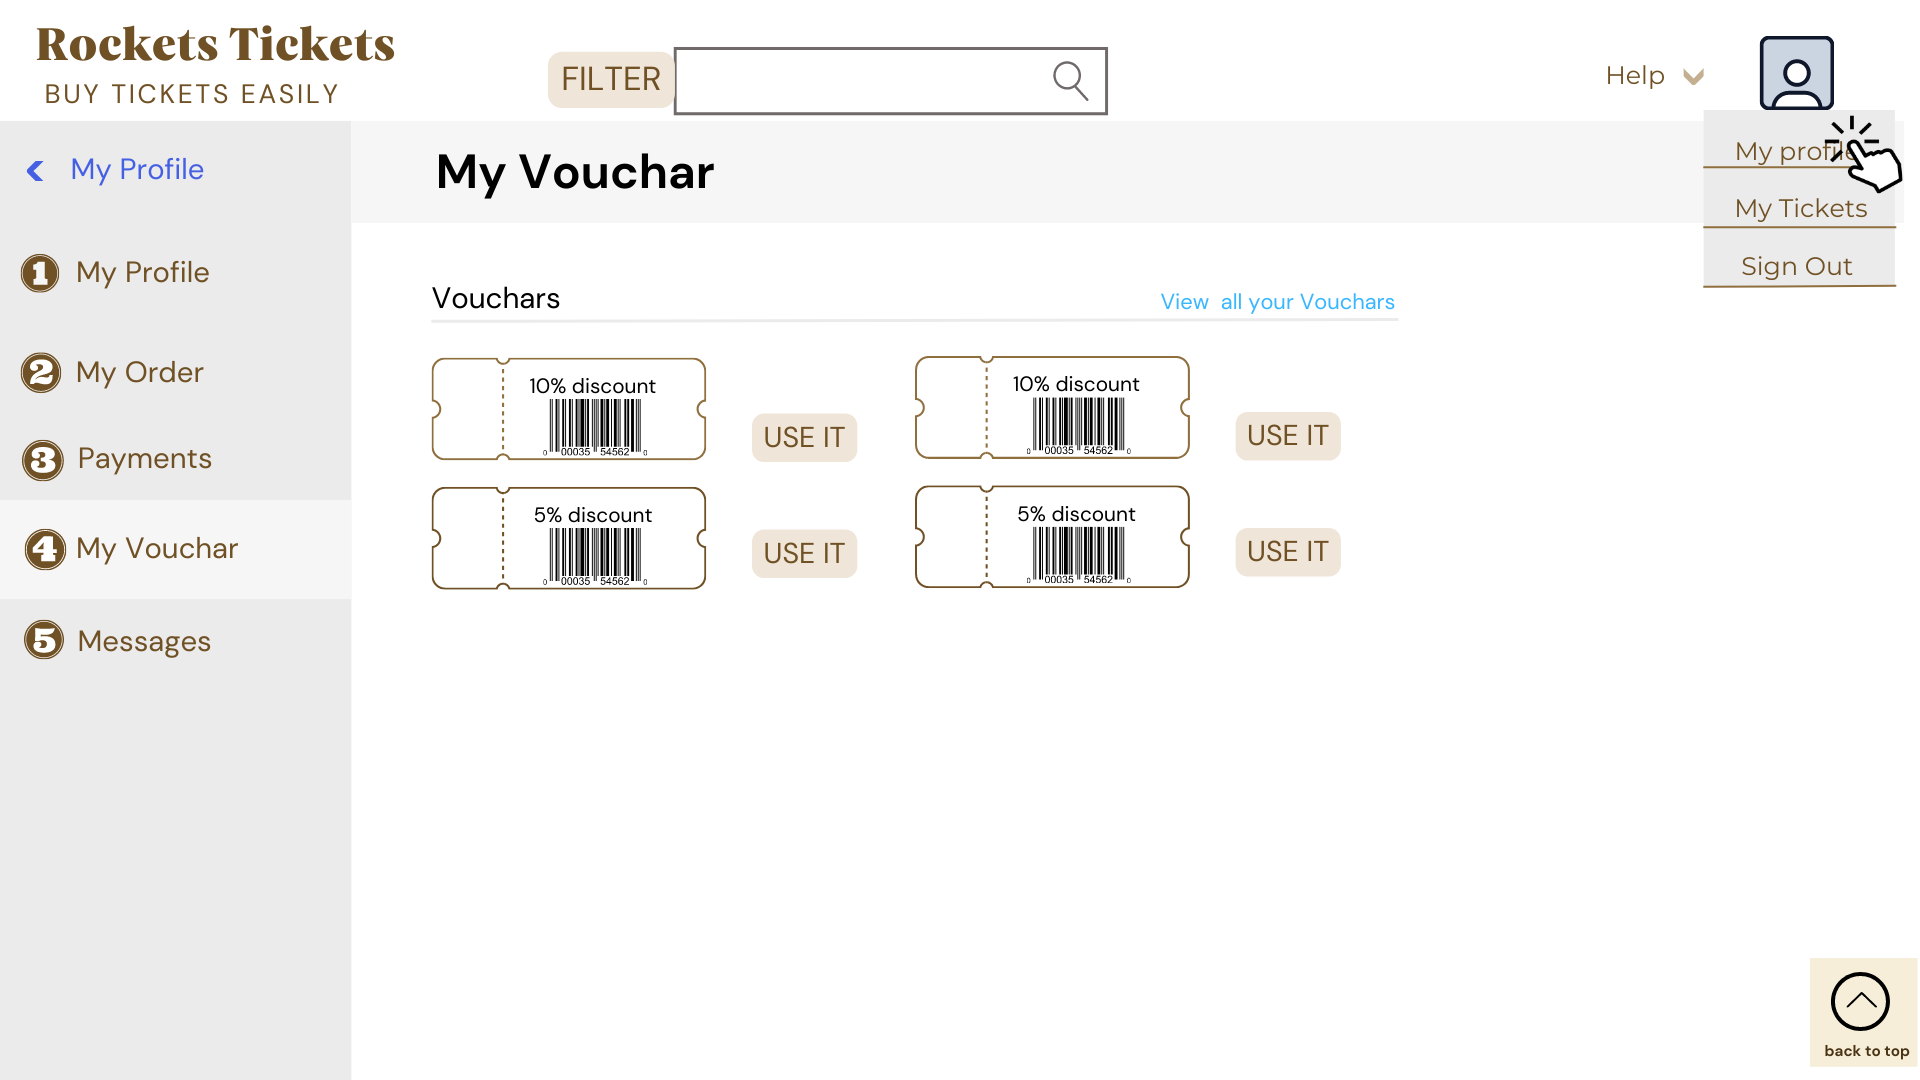 Rockets Tickets
BUY TICKETS EASILY
FILTER
Help
My profile
My Tickets
Sign Out
My Profile
1 My Profile
2 My Order
3 Payments
4 My Vouchar
5 Messages
My Vouchar
Vouchars
View all your Vouchars
10% discount
0 00035 54562 0
USE IT
10% discount
0 00035 54562 0
USE IT
5% discount
0 00035 54562 0
USE IT
5% discount
0 00035 54562 0
USE IT
back to top